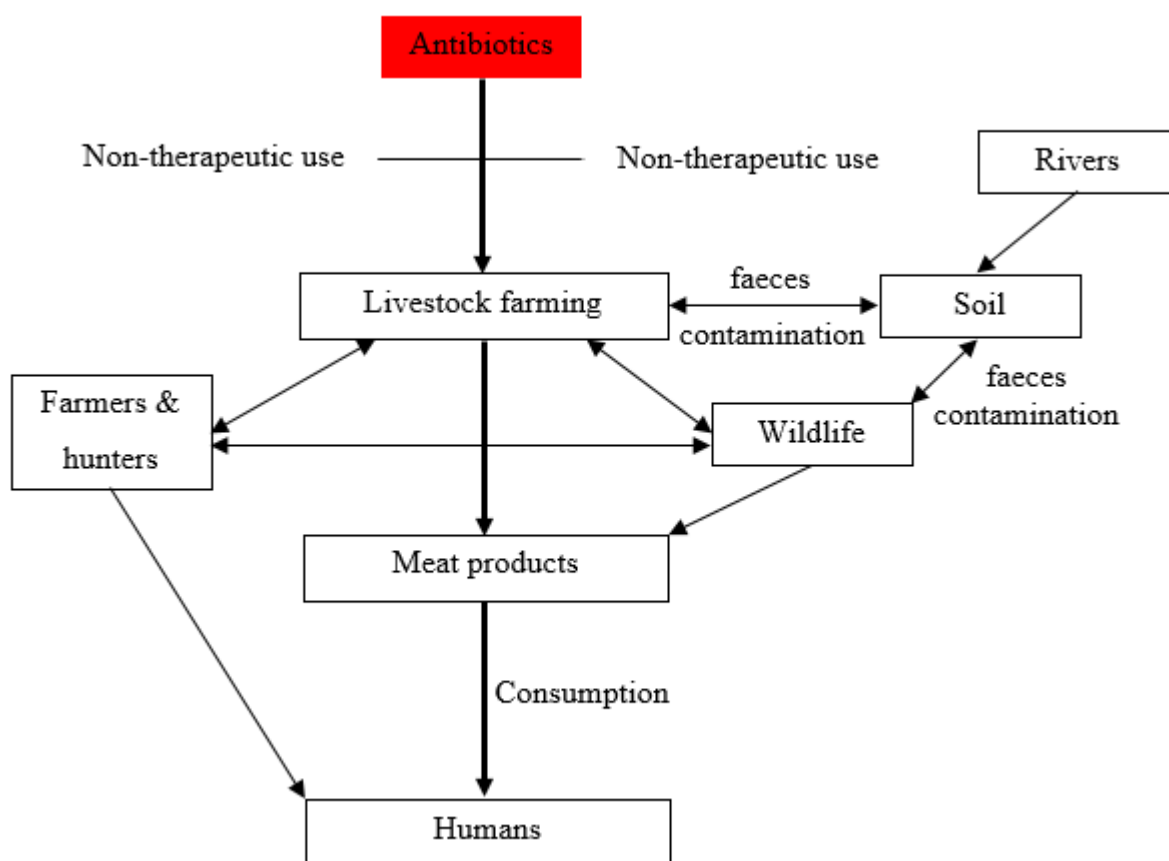 Antibiotics
Non-therapeutic use
Non-therapeutic use
Rivers
Livestock farming
faeces
contamination
Soil
Farmers &
hunters
Wildlife
faeces
contamination
Meat products
Consumption
Humans